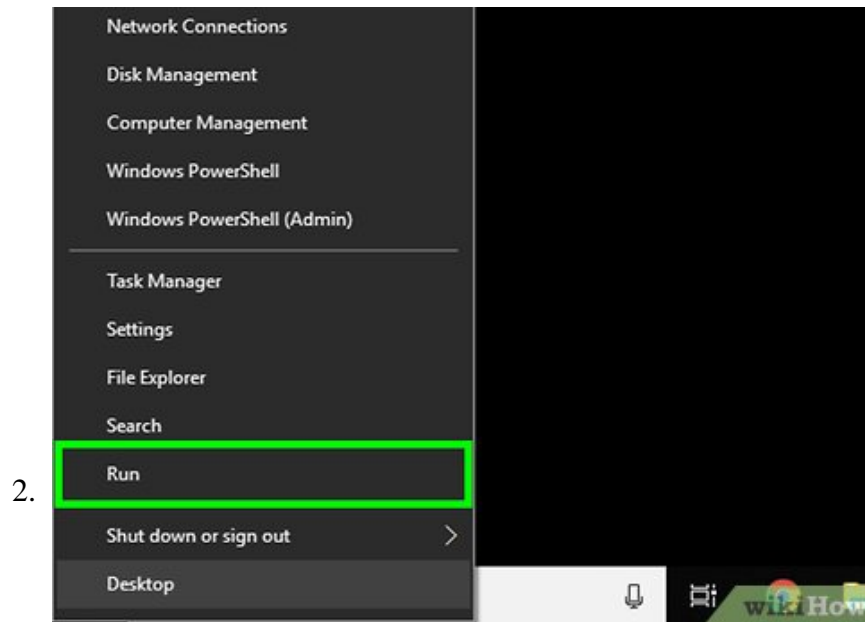 Network Connections
Disk Management
Computer Management
Windows PowerShell
Windows PowerShell (Admin)
Task Manager
Settings
File Explorer
Search
Run
2.
Shut down or sign out
Desktop
wikiHow